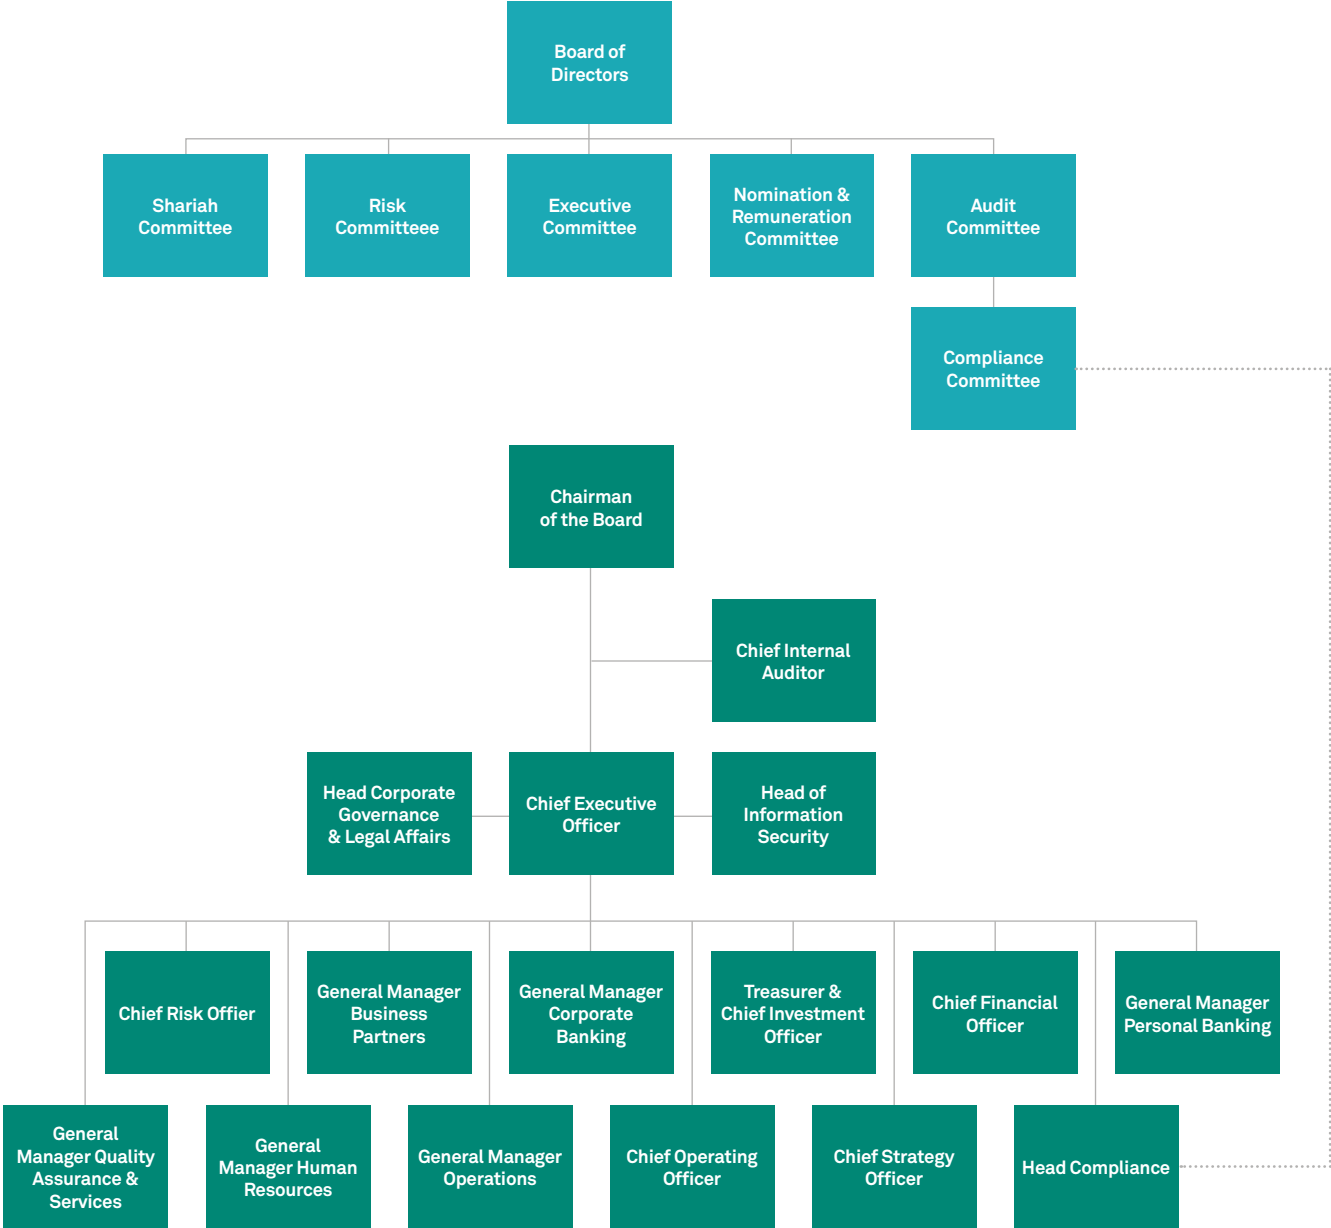 Board of
Directors
Shariah
Committee
Risk
Committeee
Executive
Committee
Nomination &
Remuneration
Committee
Audit
Committee
Compliance
Committee
Chairman
of the Board
Chief Internal
Auditor
Head Corporate
Governance
& Legal Affairs
Chief Executive
Officer
Head of
Information
Security
Chief Risk Offier
General Manager
Business
Partners
General Manager
Corporate
Banking
Treasurer &
Chief Investment
Officer
Chief Financial
Officer
General Manager
Personal Banking
General
Manager Quality
Assurance &
Services
General
Manager Human
Resources
General Manager
Operations
Chief Operating
Officer
Chief Strategy
Officer
Head Compliance